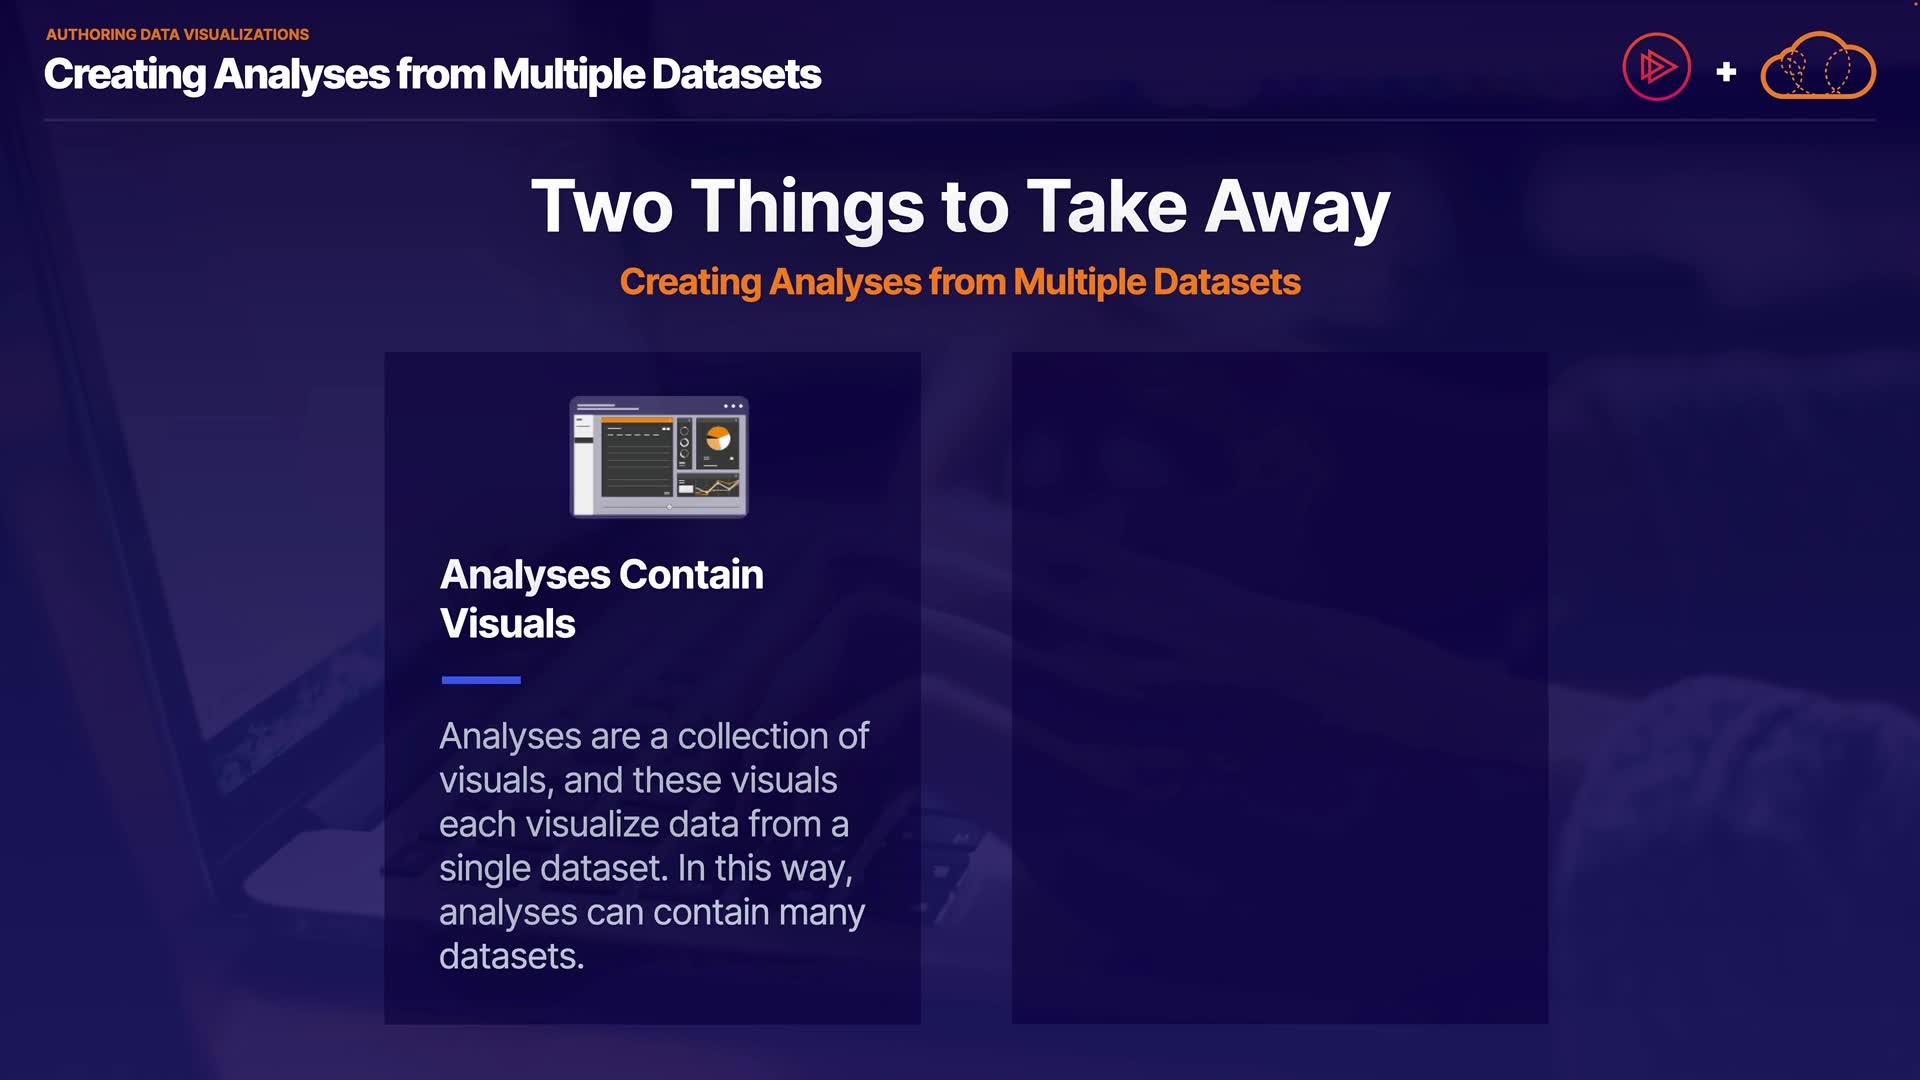 AUTHORING DATA VISUALIZATIONS
Creating Analyses from Multiple Datasets
Two Things to Take Away
Creating Analyses from Multiple Datasets
Analyses Contain
Visuals
Analyses are a collection of
visuals, and these visuals
each visualize data from a
single dataset. In this way,
analyses can contain many
datasets.